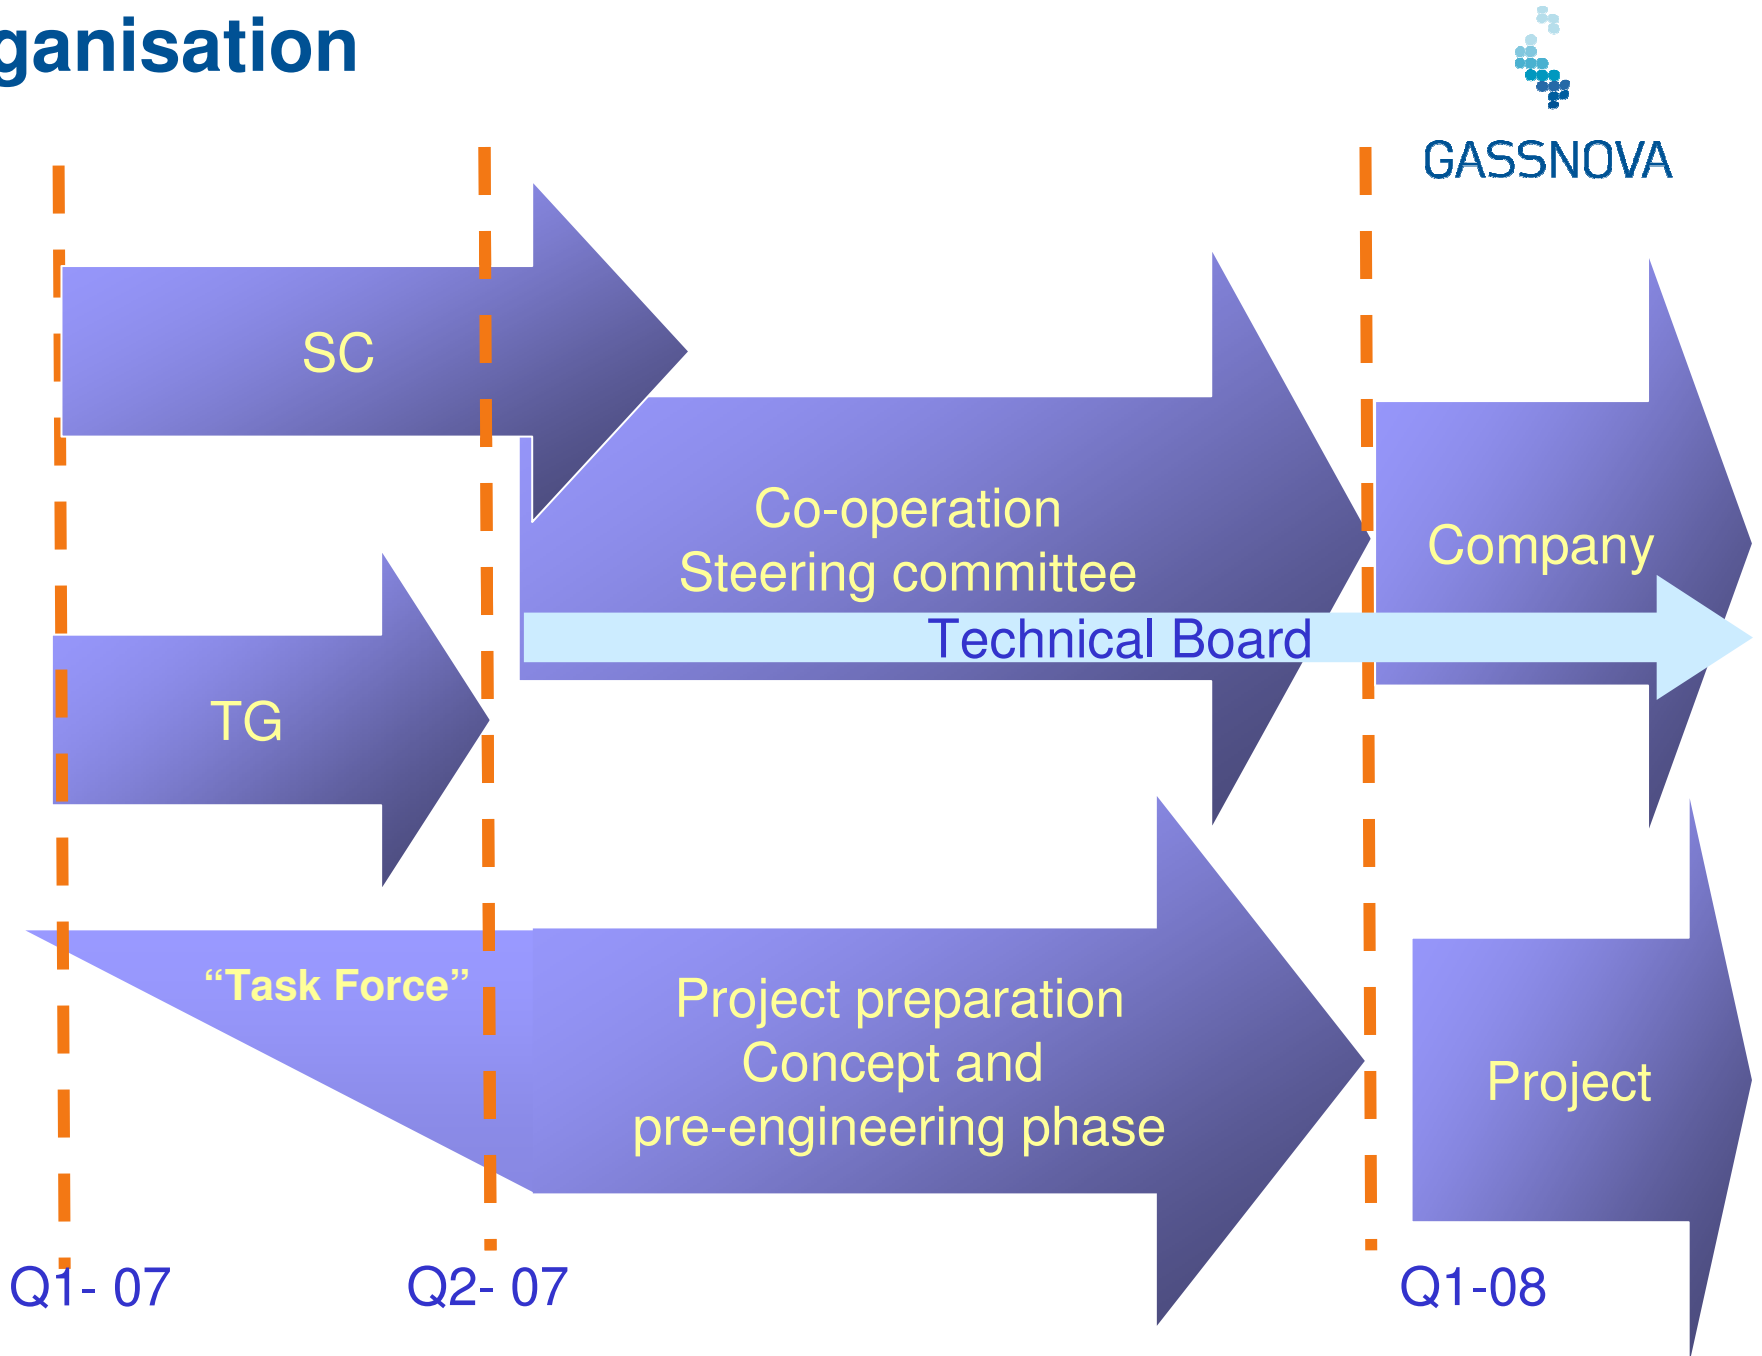 ganisation
GASSNOVA
SC
Co-operation
Steering committee
Company
Technical Board
TG
“Task Force”
Project preparation
Concept and
pre-engineering phase
Project
Q1- 07
Q2- 07
Q1-08